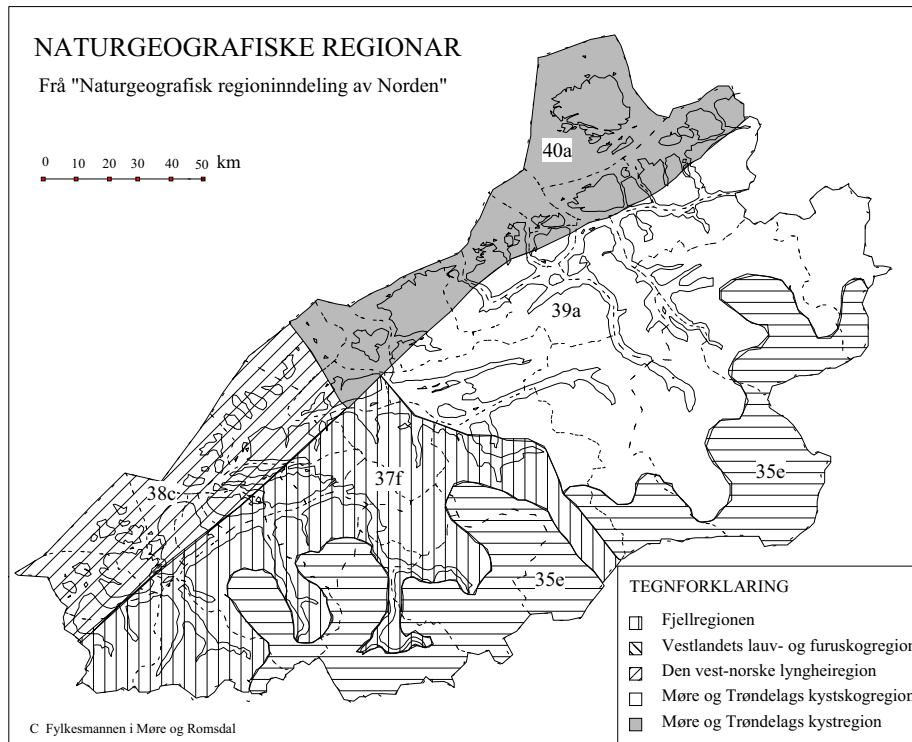 NATURGEOGRAFISKE REGIONAR
Frå "Naturgeografisk regioninndeling av Norden"
0 10 20 30 40 50 km
40a
39a
38c
37f
35e
35e
TEGNFORKLARING
Fjellregionen
Vestlandets lauv- og furuskogregion
Den vest-norske lyngheiregion
Møre og Trøndelags kystskogregion
Møre og Trøndelags kystregion
C Fylkesmannen i Møre og Romsdal